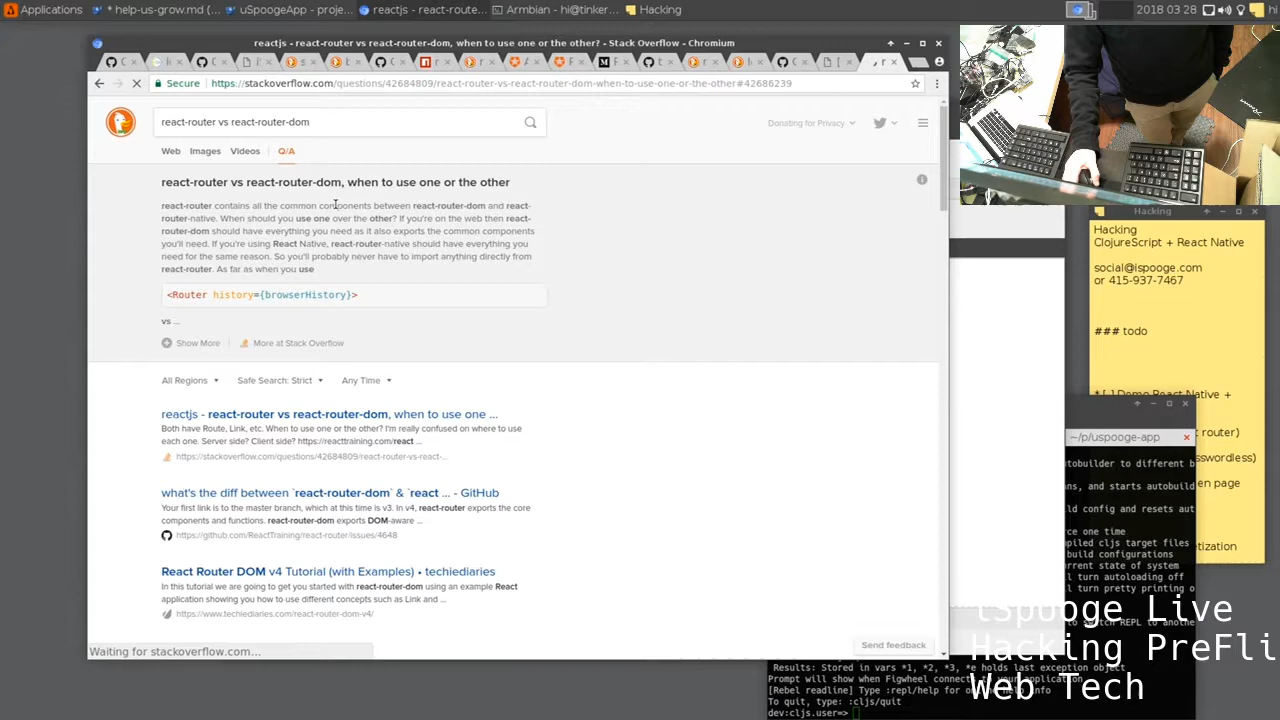 Applications
* help-us-grow.md (...
uSpoogeApp - proje...
reactjs - react-route...
Armbian - hi@tinker...
Hacking
2018 03 28
hi
reactjs - react-router vs react-router-dom, when to use one or the other? - Stack Overflow - Chromium
Secure
https://stackoverflow.com/questions/42684809/react-router-vs-react-router-dom-when-to-use-one-or-the-other#42686239
react-router vs react-router-dom
Donating for Privacy
Web Images Videos Q/A
react-router vs react-router-dom, when to use one or the other
react-router contains all the common components between react-router-dom and react-
router-native. When should you use one over the other? If you're on the web then react-
router-dom should have everything you need as it also exports the common components
you'll need. If you're using React Native, react-router-native should have everything you
need for the same reason. So you'll probably never have to import anything directly from
react-router. As far as when you use
<Router history={browserHistory}>
vs ...
Show More
More at Stack Overflow
All Regions
Safe Search: Strict
Any Time
reactjs - react-router vs react-router-dom, when to use one ...
Both have Route, Link, etc. When to use one or the other? I'm really confused on where to use
each one. Server side? Client side? https://reacttraining.com/react ...
https://stackoverflow.com/questions/42684809/react-router-vs-react-...
what's the diff between `react-router-dom` & `react ... - GitHub
Your first link is to the master branch, which at this time is v3. In v4, react-router exports the core
components and functions. react-router-dom exports DOM-aware ...
https://github.com/ReactTraining/react-router/issues/4648
React Router DOM v4 Tutorial (with Examples) • techiediaries
In this tutorial we are going to get you started with react-router-dom using an example React
application showing you how to use different concepts such as Link and ...
https://www.techiediaries.com/react-router-dom-v4/
Waiting for stackoverflow.com...
Send feedback
Hacking
Hacking
ClojureScript + React Native
social@ispooge.com
or 415-937-7467
### todo
* [ ] Demo React Native +
router)
swordless)
en page
tization
~/p/uspooge-app
utobuilder to different b
ns, and starts autobuild
ld config and resets aut
rce one time
piled cljs target files
build configurations
urrent state of system
ll turn autoloading off
ll turn pretty printing o
to switch REPL to anothe
Results: Stored in vars *1, *2, *3, *e holds last exception object
Prompt will show when Figwheel connects to your application
[Rebel readline] Type :repl/help for online help info
To quit, type: :cljs/quit
dev:cljs.user=>
iSpooge Live
Hacking PreFli
Web Tech